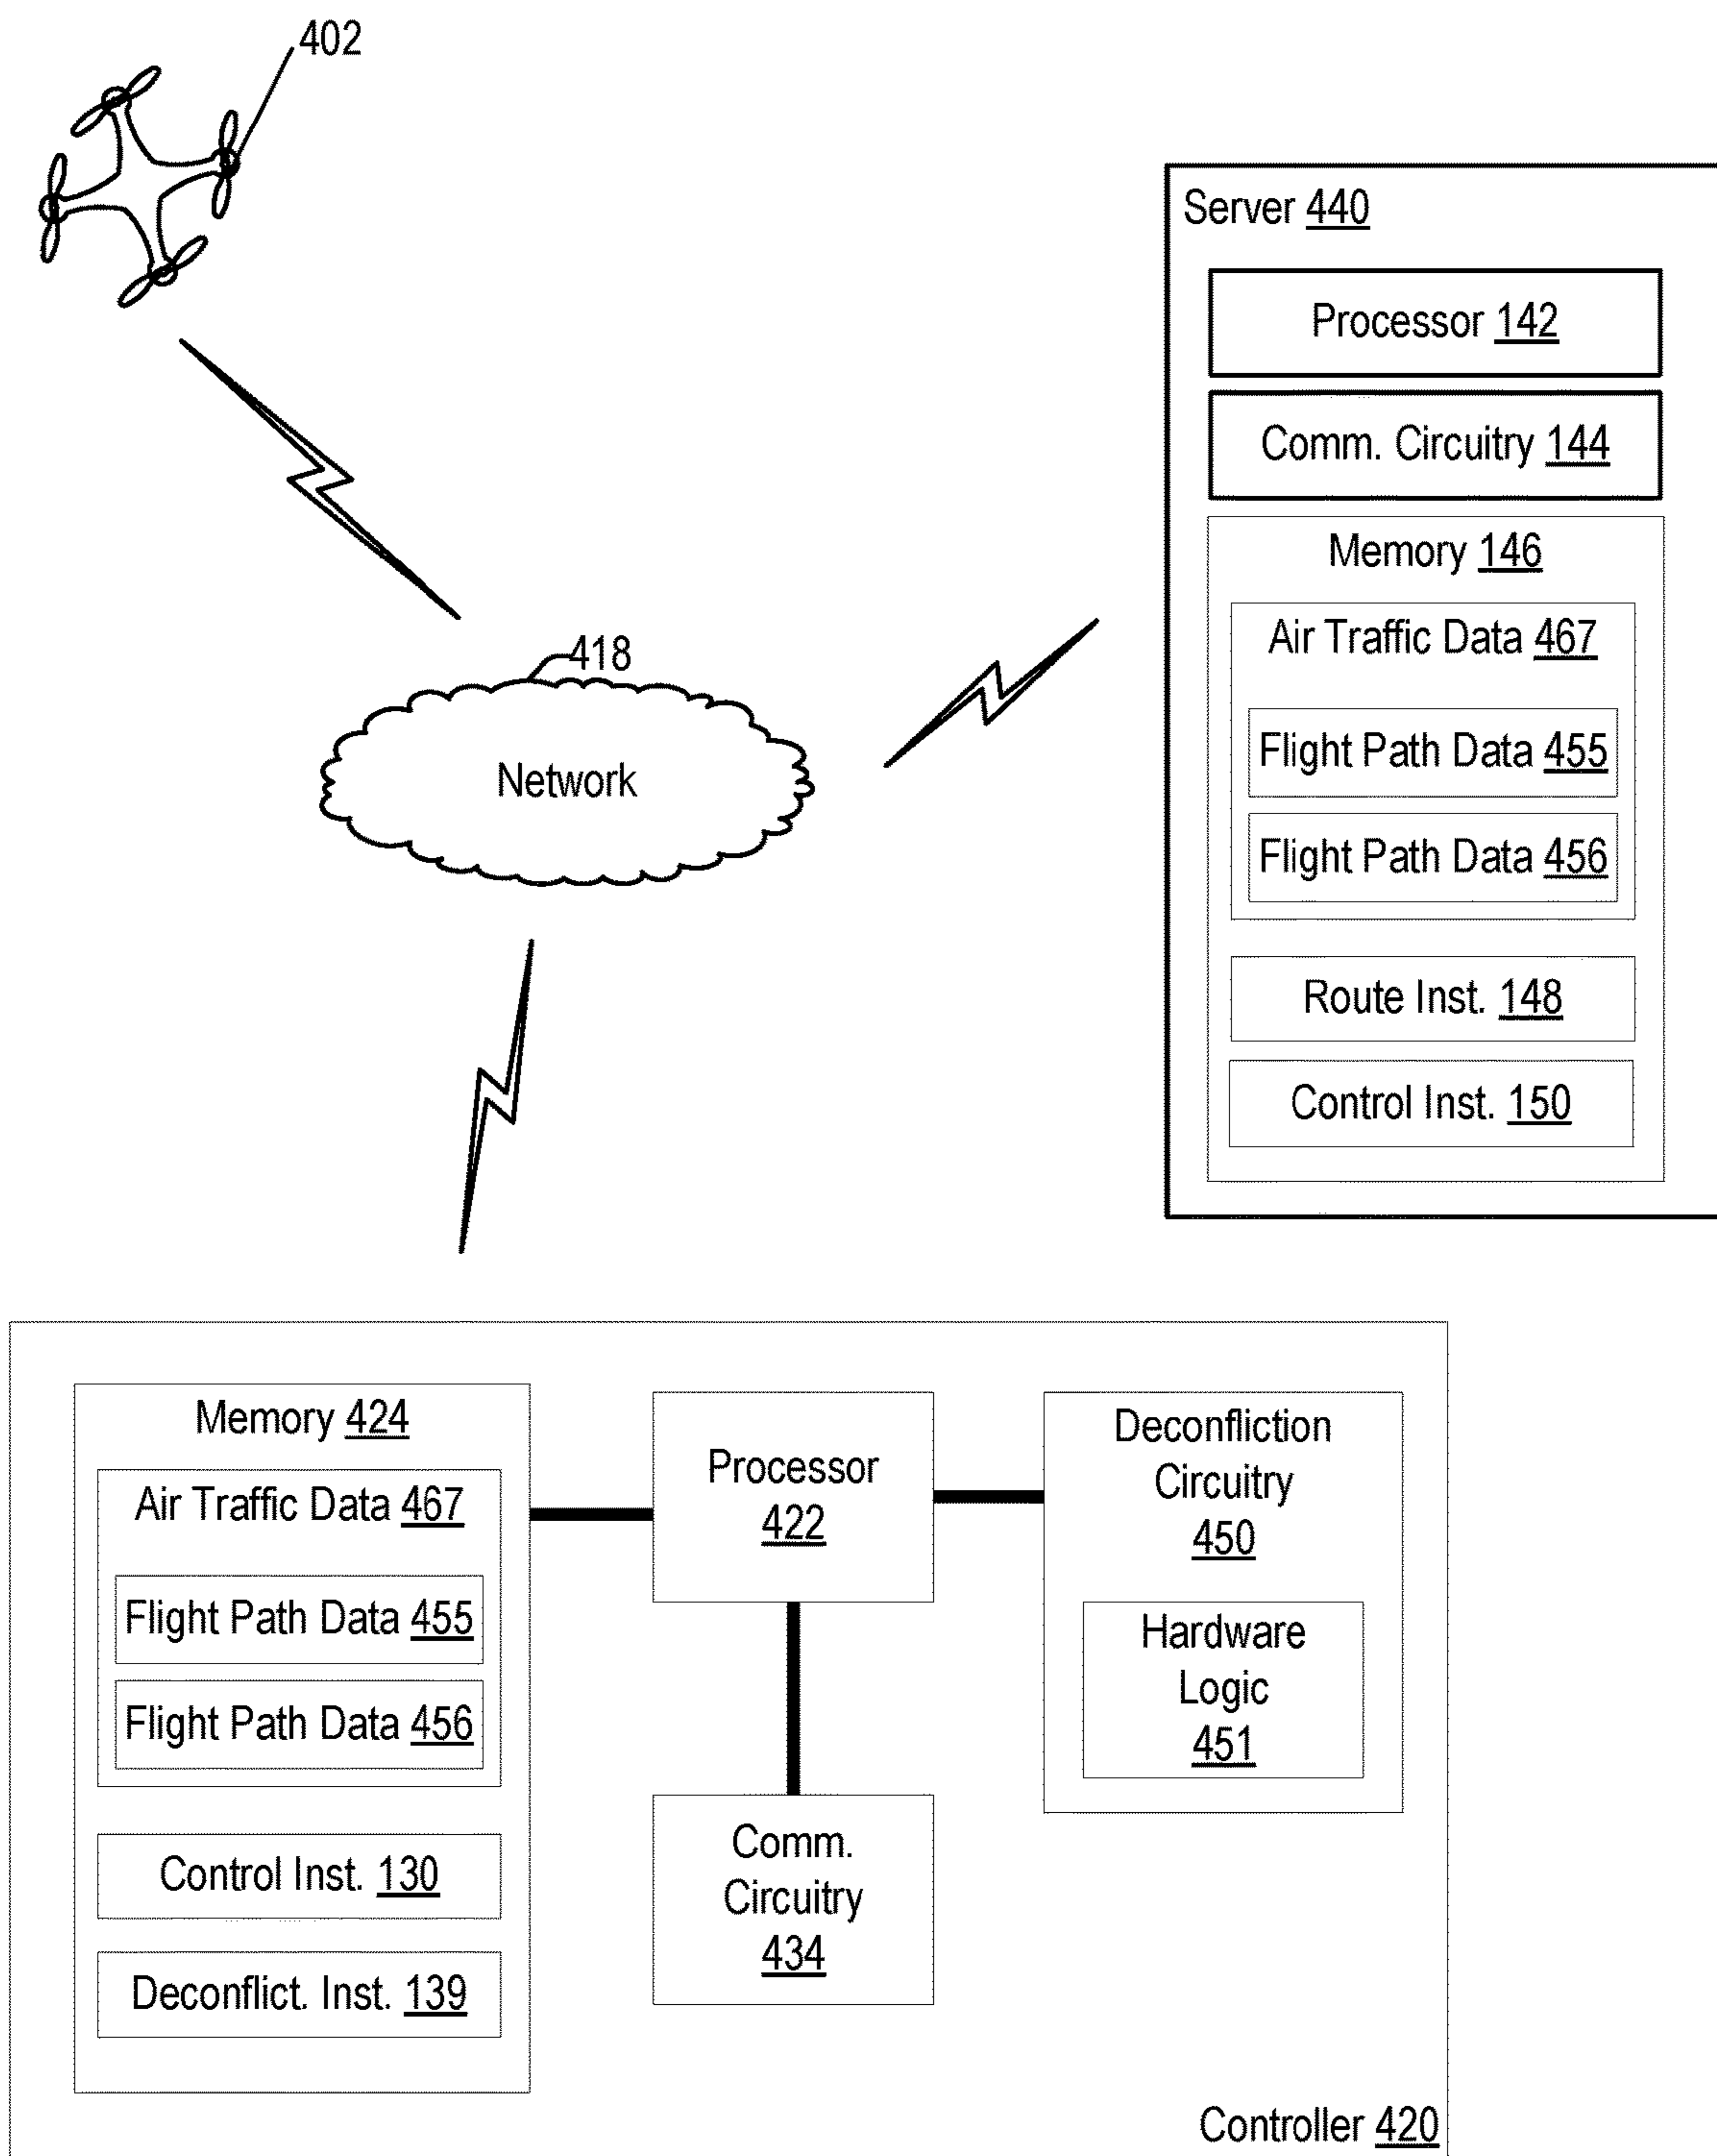 402
Server 440
Processor 142
Comm. Circuitry 144
Memory 146
Air Traffic Data 467
Flight Path Data 455
Flight Path Data 456
Route Inst. 148
Control Inst. 150
418
Network
Memory 424
Air Traffic Data 467
Flight Path Data 455
Flight Path Data 456
Control Inst. 130
Deconflict. Inst. 139
Processor
422
Comm.
Circuitry
434
Deconfliction
Circuitry
450
Hardware
Logic
451
Controller 420